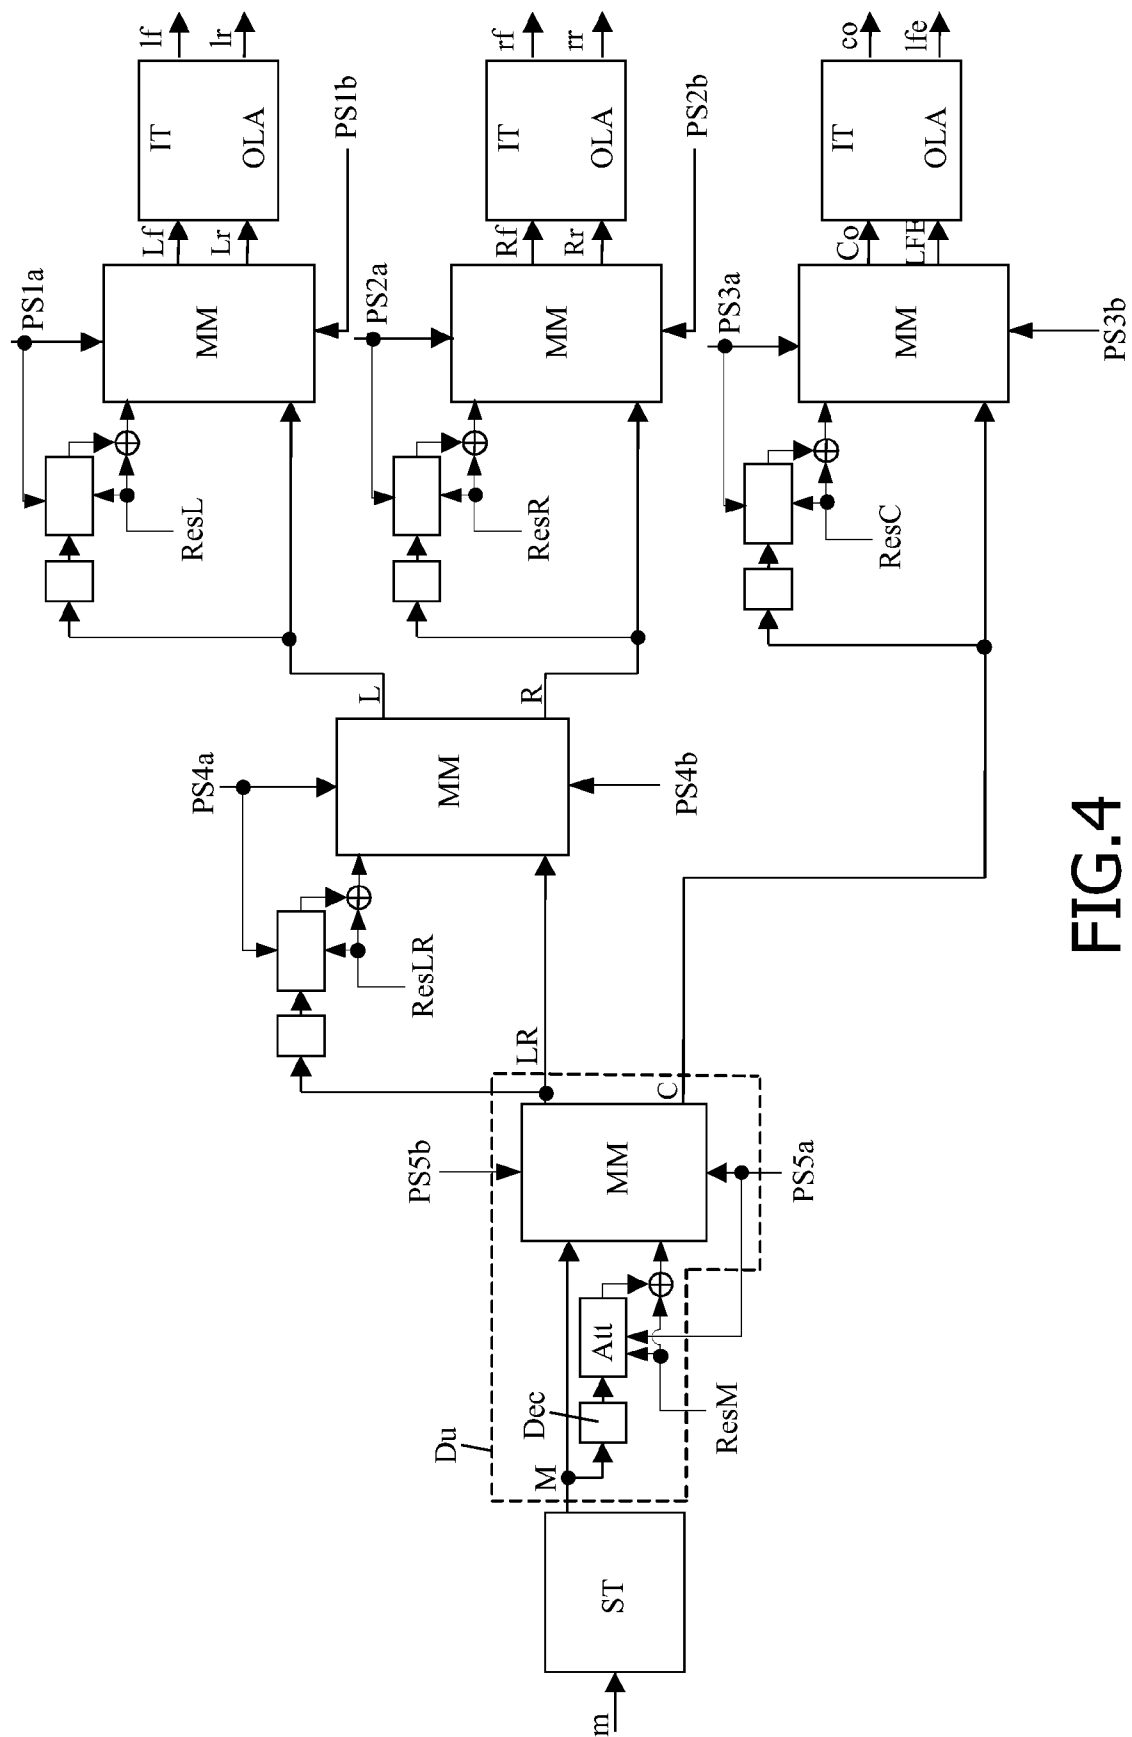 m
ST
M
Du
Dec
Att
ResM
MM
PS5b
PS5a
LR
C
ResLR
PS4a
MM
PS4b
L
R
ResL
PS1a
MM
PS1b
Lf
Lr
IT
OLA
lf
lr
ResR
PS2a
MM
PS2b
Rf
Rr
IT
OLA
rf
rr
ResC
PS3a
MM
PS3b
Co
LFE
IT
OLA
co
lfe
FIG.4